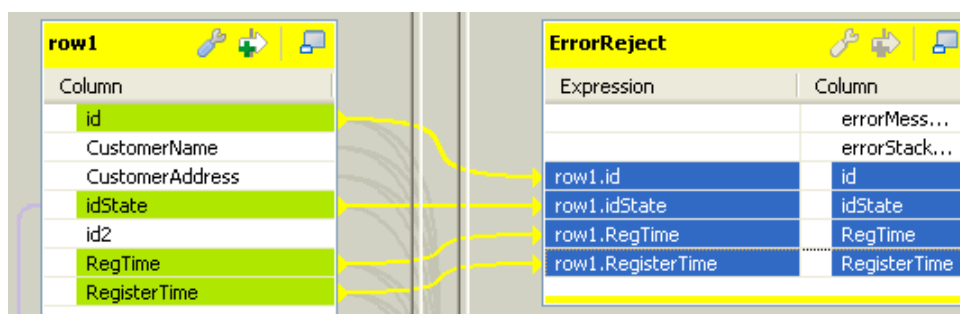 row1
Column
id
CustomerName
CustomerAddress
idState
id2
RegTime
RegisterTime
ErrorReject
Expression Column
errorMess...
errorStack...
row1.id id
row1.idState idState
row1.RegTime RegTime
row1.RegisterTime RegisterTime